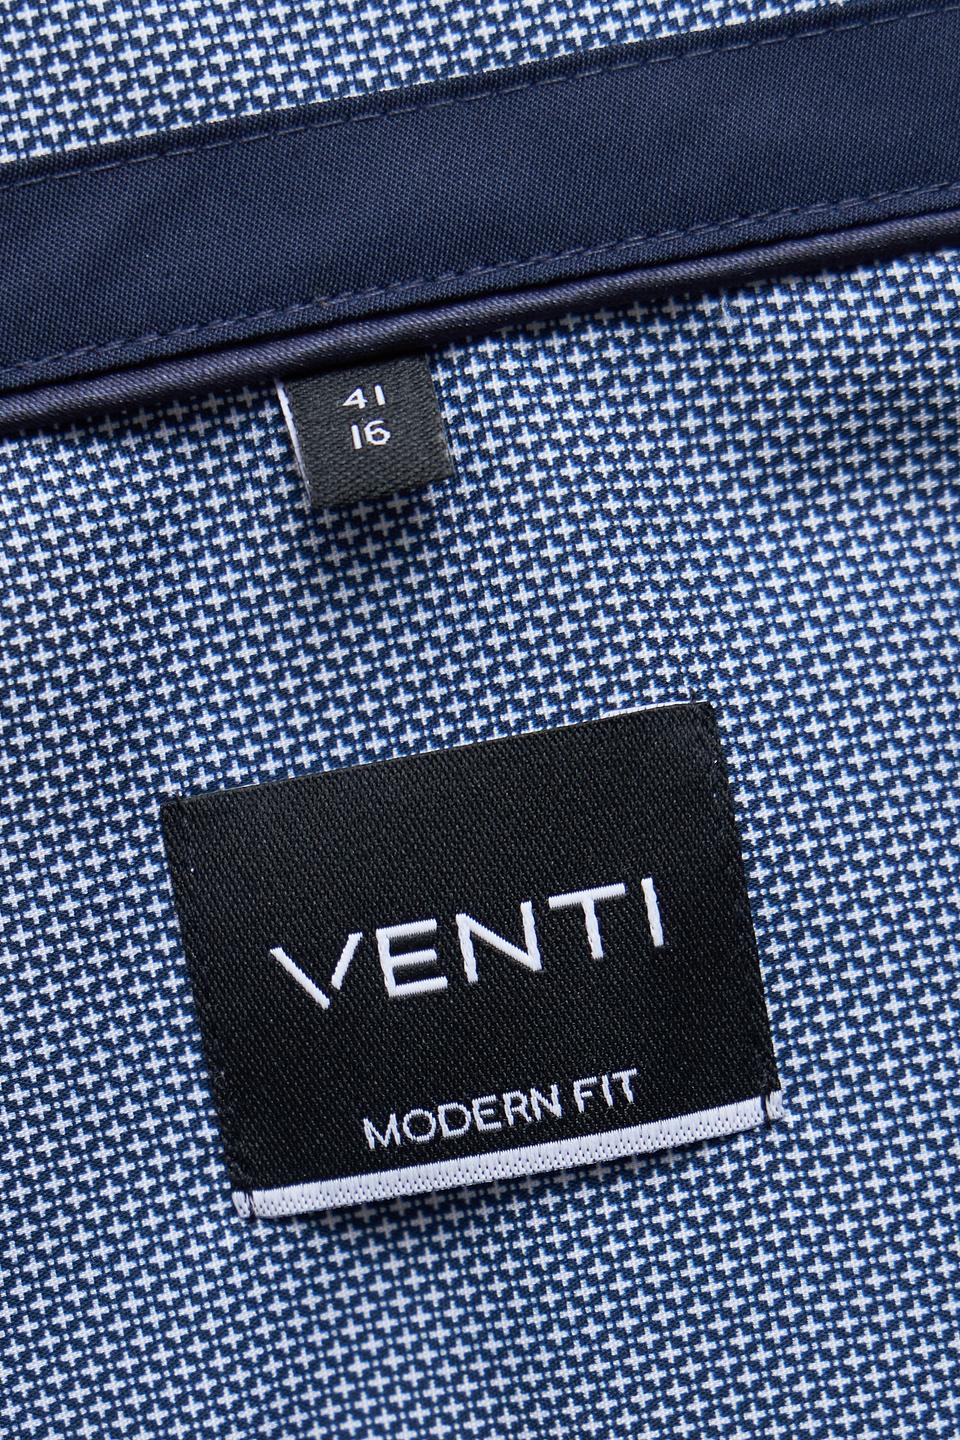 41
16
VENTI
MODERN FIT